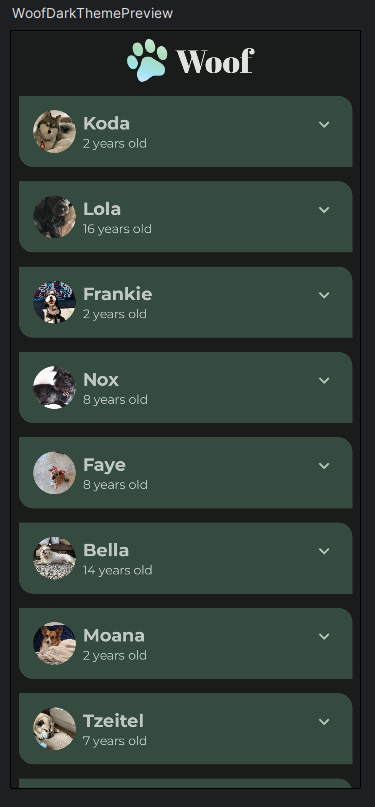 WoofDarkThemePreview
Woof
Koda
2 years old
Lola
16 years old
Frankie
2 years old
Nox
8 years old
Faye
8 years old
Bella
14 years old
Moana
2 years old
Tzeitel
7 years old